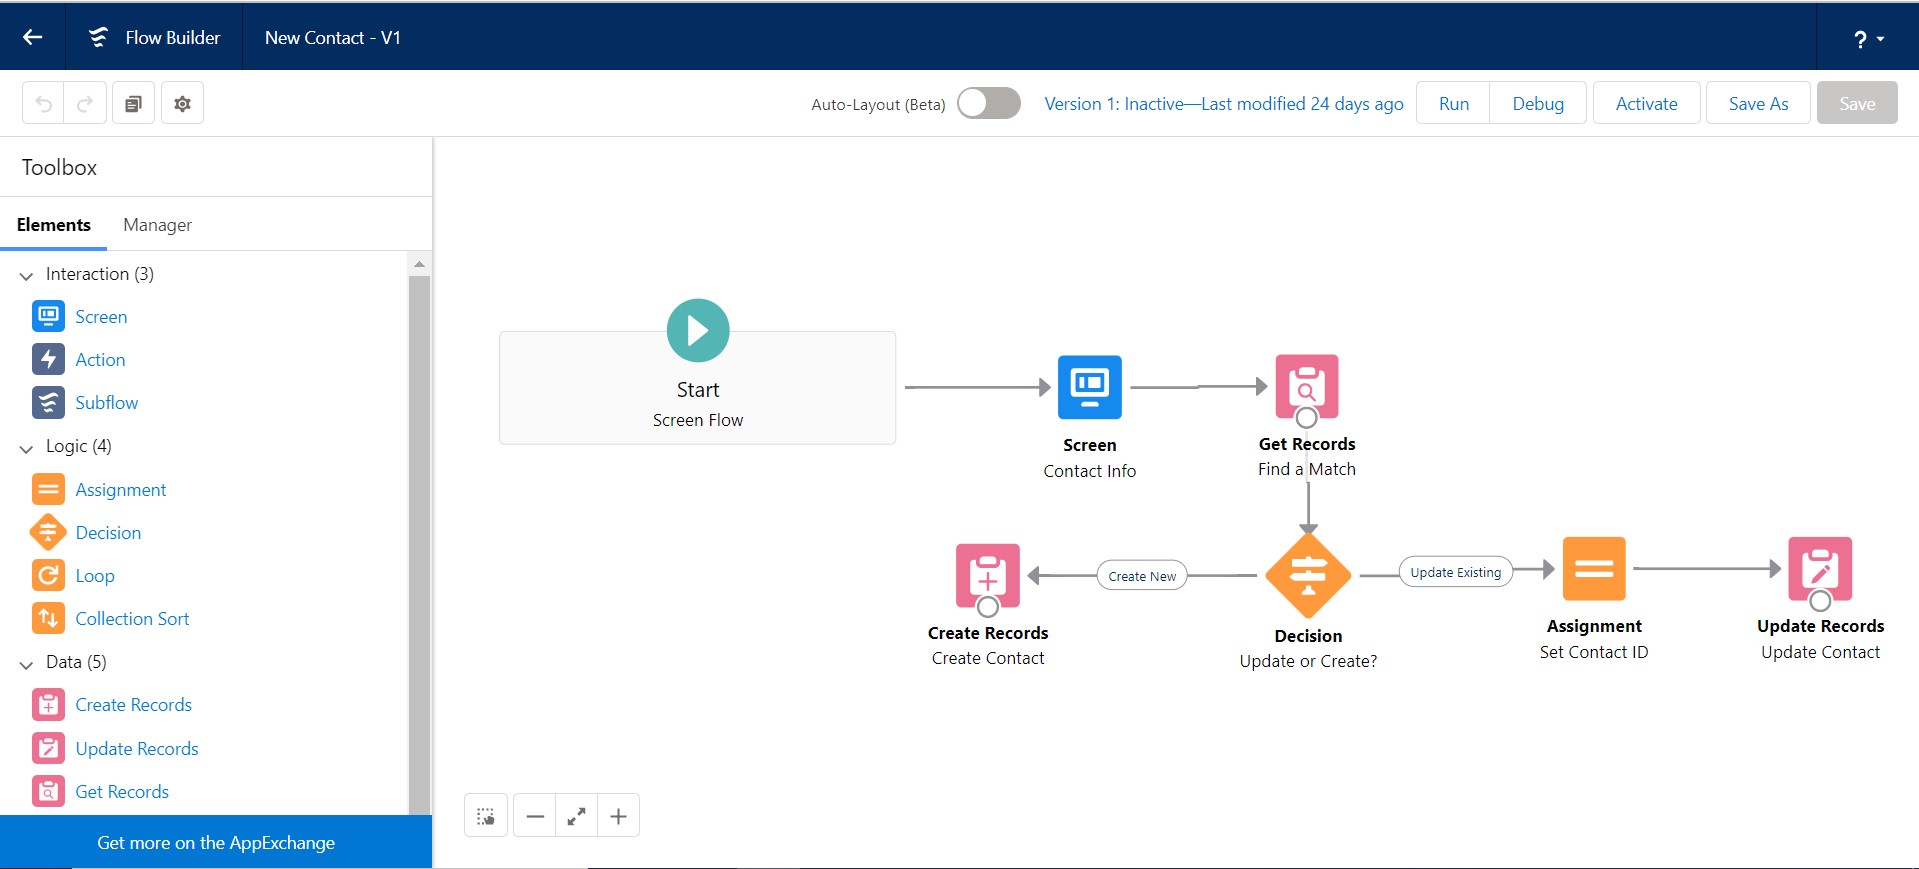 Flow Builder
New Contact - V1
?
Auto-Layout (Beta)
Version 1: Inactive—Last modified 24 days ago
Run
Debug
Activate
Save As
Save
Toolbox
Elements
Manager
Interaction (3)
Screen
Action
Subflow
Logic (4)
Assignment
Decision
Loop
Collection Sort
Data (5)
Create Records
Update Records
Get Records
Get more on the AppExchange
Start
Screen Flow
Screen
Contact Info
Get Records
Find a Match
Create New
Update Existing
Create Records
Create Contact
Decision
Update or Create?
Assignment
Set Contact ID
Update Records
Update Contact